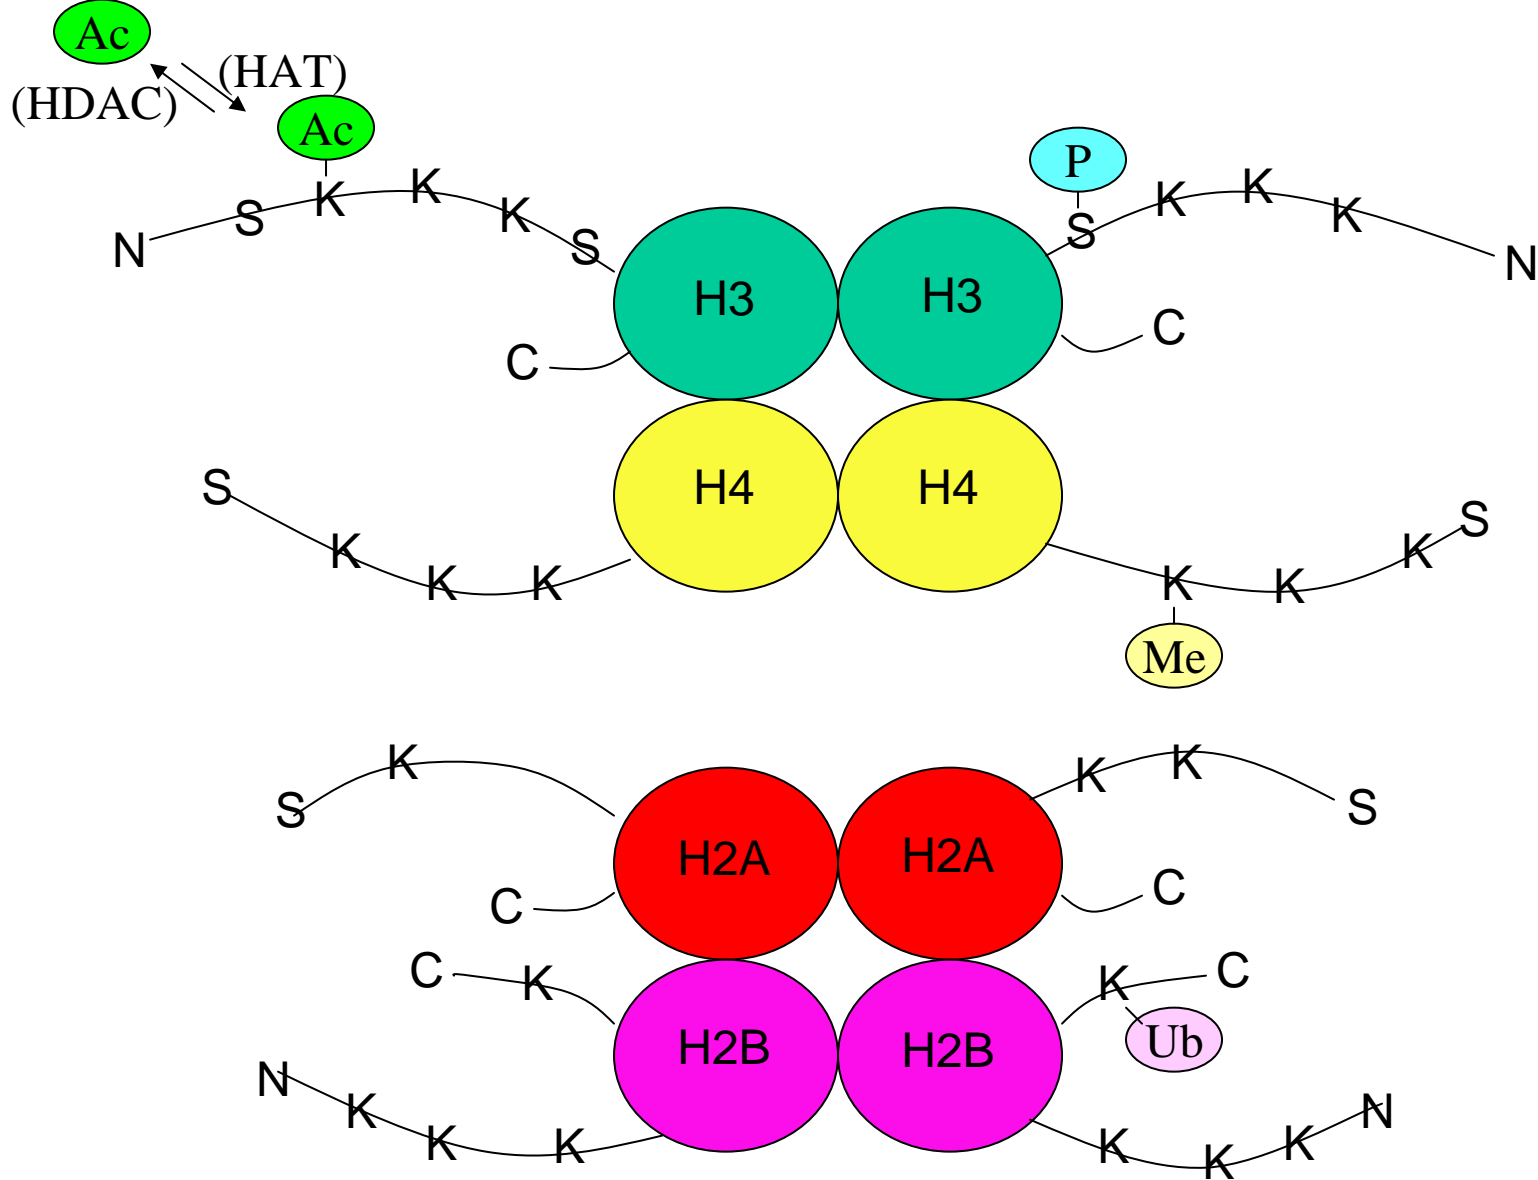 Ac
(HAT)
(HDAC)
Ac
P
N S K K K S
S K K K N
H3 H3
C C
H4 H4
S K K K
K K K S
Me
S K
K K S
H2A H2A
C C
C K
K C
Ub
H2B H2B
N K K K
K K K N